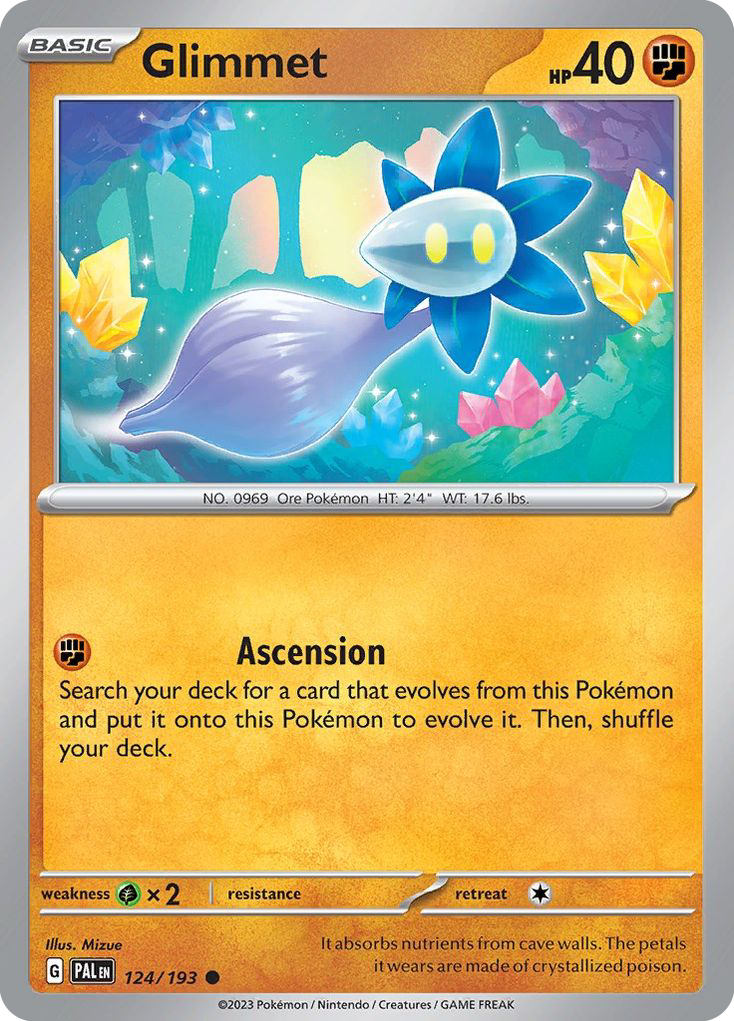 BASIC Glimmet HP 40
NO. 0969 Ore Pokémon HT: 2'4" WT: 17.6 lbs.
Ascension
Search your deck for a card that evolves from this Pokémon
and put it onto this Pokémon to evolve it. Then, shuffle
your deck.
weakness ×2 resistance retreat
Illus. Mizue
It absorbs nutrients from cave walls. The petals
it wears are made of crystallized poison.
G PAL EN 124/193
©2023 Pokémon / Nintendo / Creatures / GAME FREAK